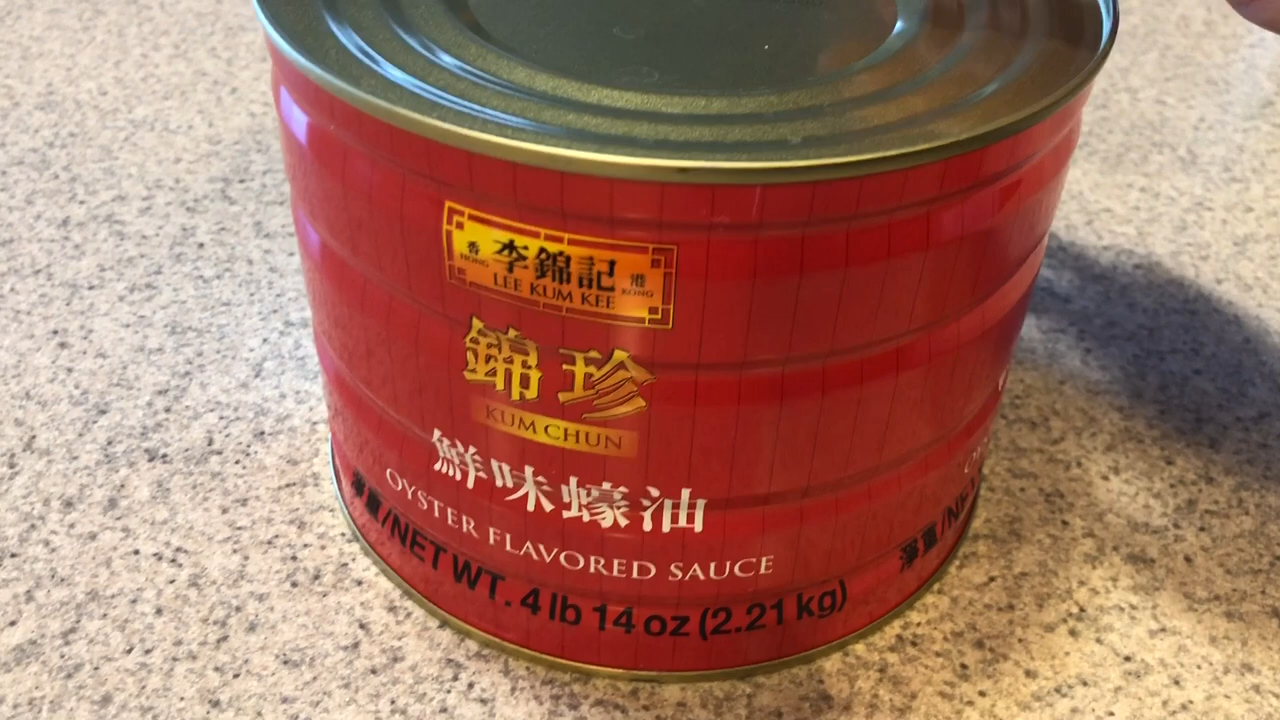 香 李錦記 港
HONG LEE KUM KEE KONG
錦珍
KUM CHUN
鮮味蠔油
OYSTER FLAVORED SAUCE
淨重/NET WT. 4 lb 14 oz (2.21 kg)
淨重/NET